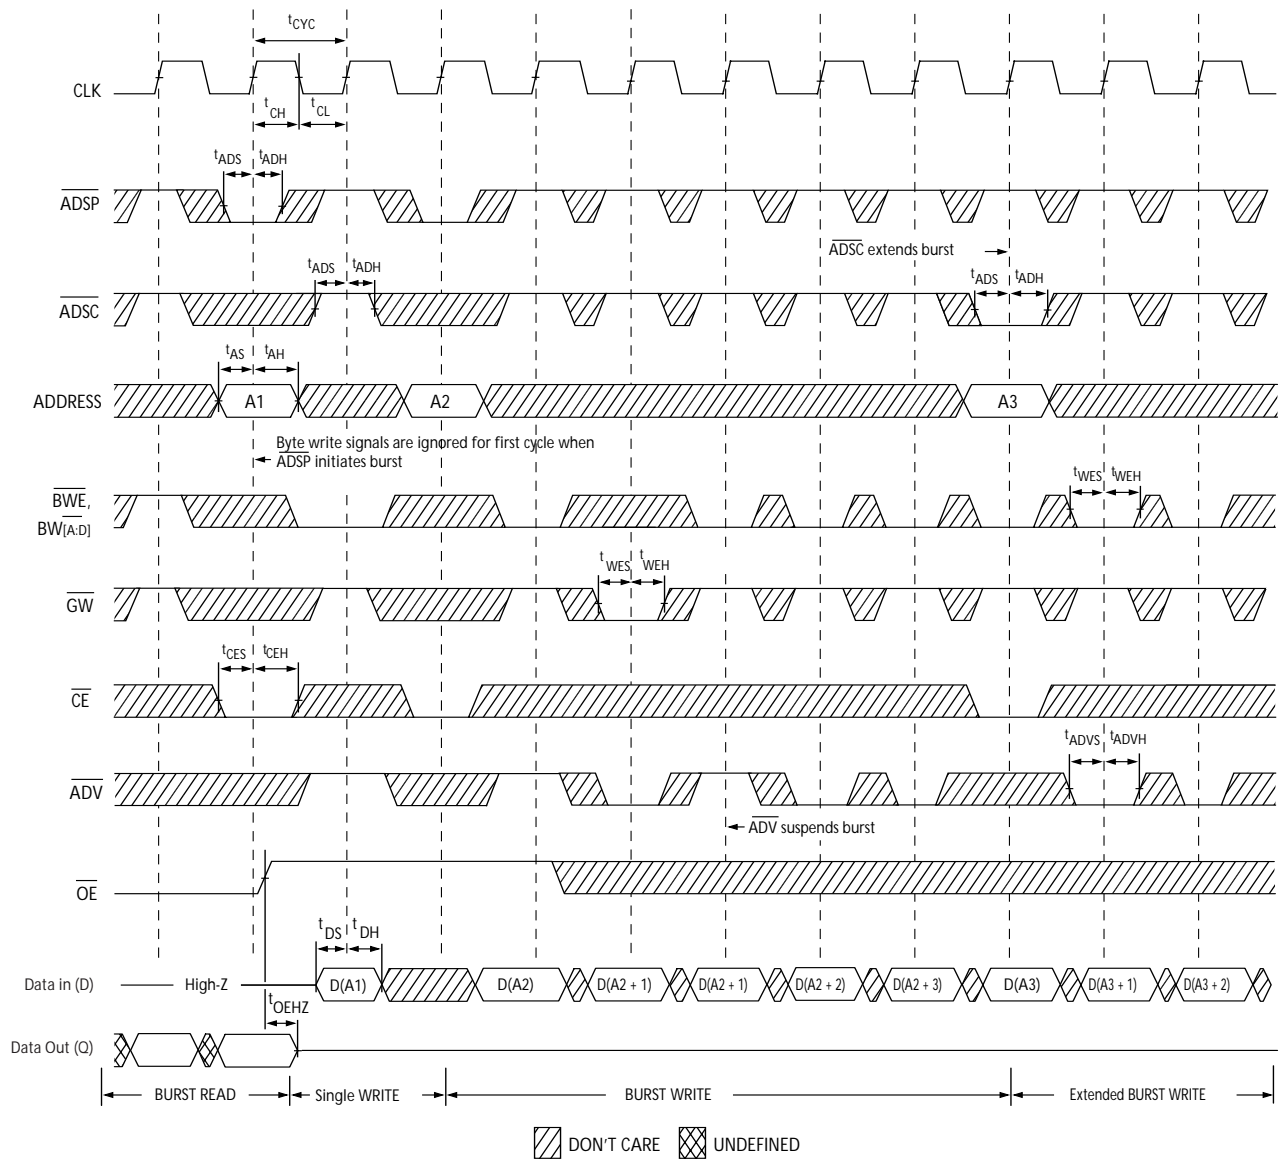 tCYC
CLK
tCH tCL
tADS tADH
ADSP
ADSC extends burst
tADS tADH tADS tADH
ADSC
tAS tAH
ADDRESS A1 A2 A3
Byte write signals are ignored for first cycle when
ADSP initiates burst
tWES tWEH
BWE,
BW[A:D]
tWES tWEH
GW
tCES tCEH
CE
tADVS tADVH
ADV
ADV suspends burst
OE
tDS tDH
Data in (D) High-Z D(A1) D(A2) D(A2 + 1) D(A2 + 1) D(A2 + 2) D(A2 + 3) D(A3) D(A3 + 1) D(A3 + 2)
tOEHZ
Data Out (Q)
BURST READ Single WRITE BURST WRITE Extended BURST WRITE
DON'T CARE UNDEFINED